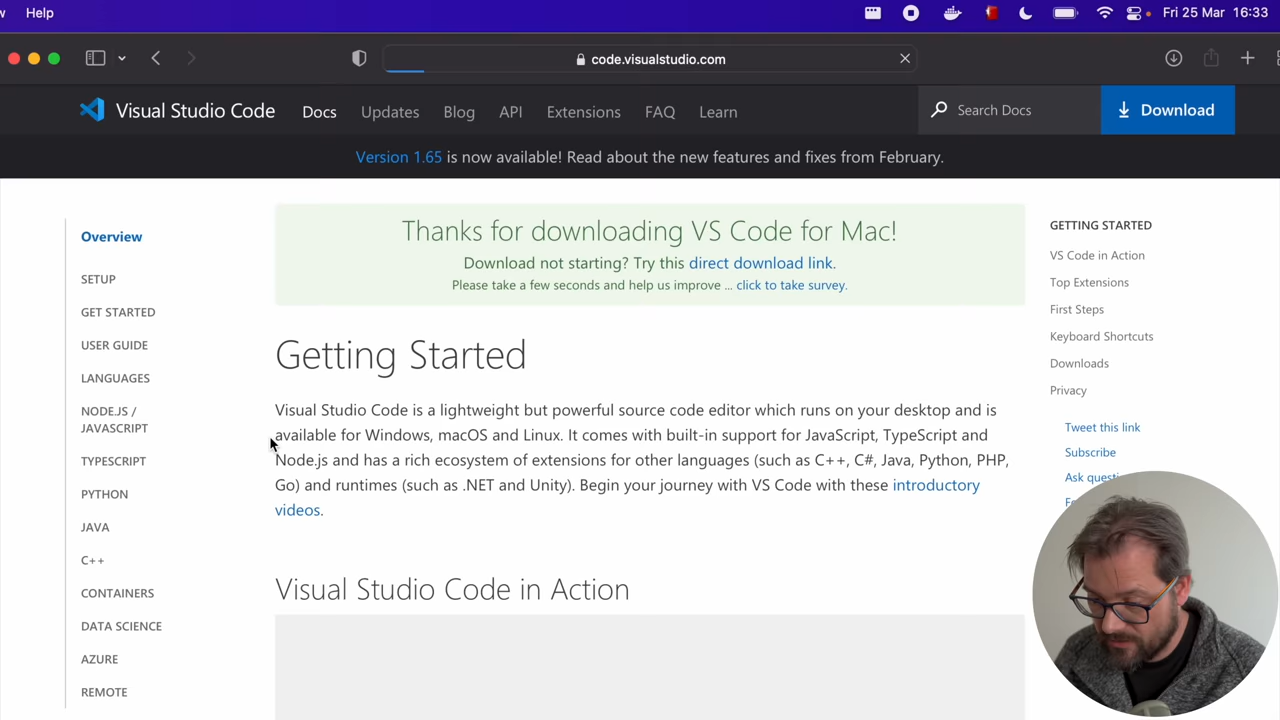 Help
Fri 25 Mar 16:33
code.visualstudio.com
Visual Studio Code
Docs
Updates
Blog
API
Extensions
FAQ
Learn
Search Docs
Download
Version 1.65 is now available! Read about the new features and fixes from February.
Overview
SETUP
GET STARTED
USER GUIDE
LANGUAGES
NODE.JS /
JAVASCRIPT
TYPESCRIPT
PYTHON
JAVA
C++
CONTAINERS
DATA SCIENCE
AZURE
REMOTE
Thanks for downloading VS Code for Mac!
Download not starting? Try this direct download link.
Please take a few seconds and help us improve ... click to take survey.
Getting Started
Visual Studio Code is a lightweight but powerful source code editor which runs on your desktop and is
available for Windows, macOS and Linux. It comes with built-in support for JavaScript, TypeScript and
Node.js and has a rich ecosystem of extensions for other languages (such as C++, C#, Java, Python, PHP,
Go) and runtimes (such as .NET and Unity). Begin your journey with VS Code with these introductory
videos.
Visual Studio Code in Action
GETTING STARTED
VS Code in Action
Top Extensions
First Steps
Keyboard Shortcuts
Downloads
Privacy
Tweet this link
Subscribe
Ask